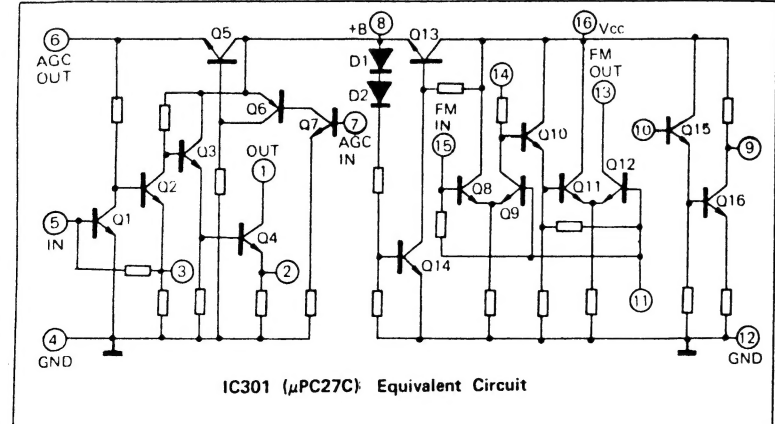 6
AGC
OUT
Q5
8
+B
D1
D2
Q13
16
Vcc
FM
OUT
14
13
Q6
Q7
7
AGC
IN
FM
IN
15
Q10
10
Q15
9
Q3
OUT
1
Q2
Q8
Q9
Q11
Q12
Q16
5
IN
Q1
Q4
3
2
Q14
11
4
GND
12
GND
IC301 (μPC27C); Equivalent Circuit